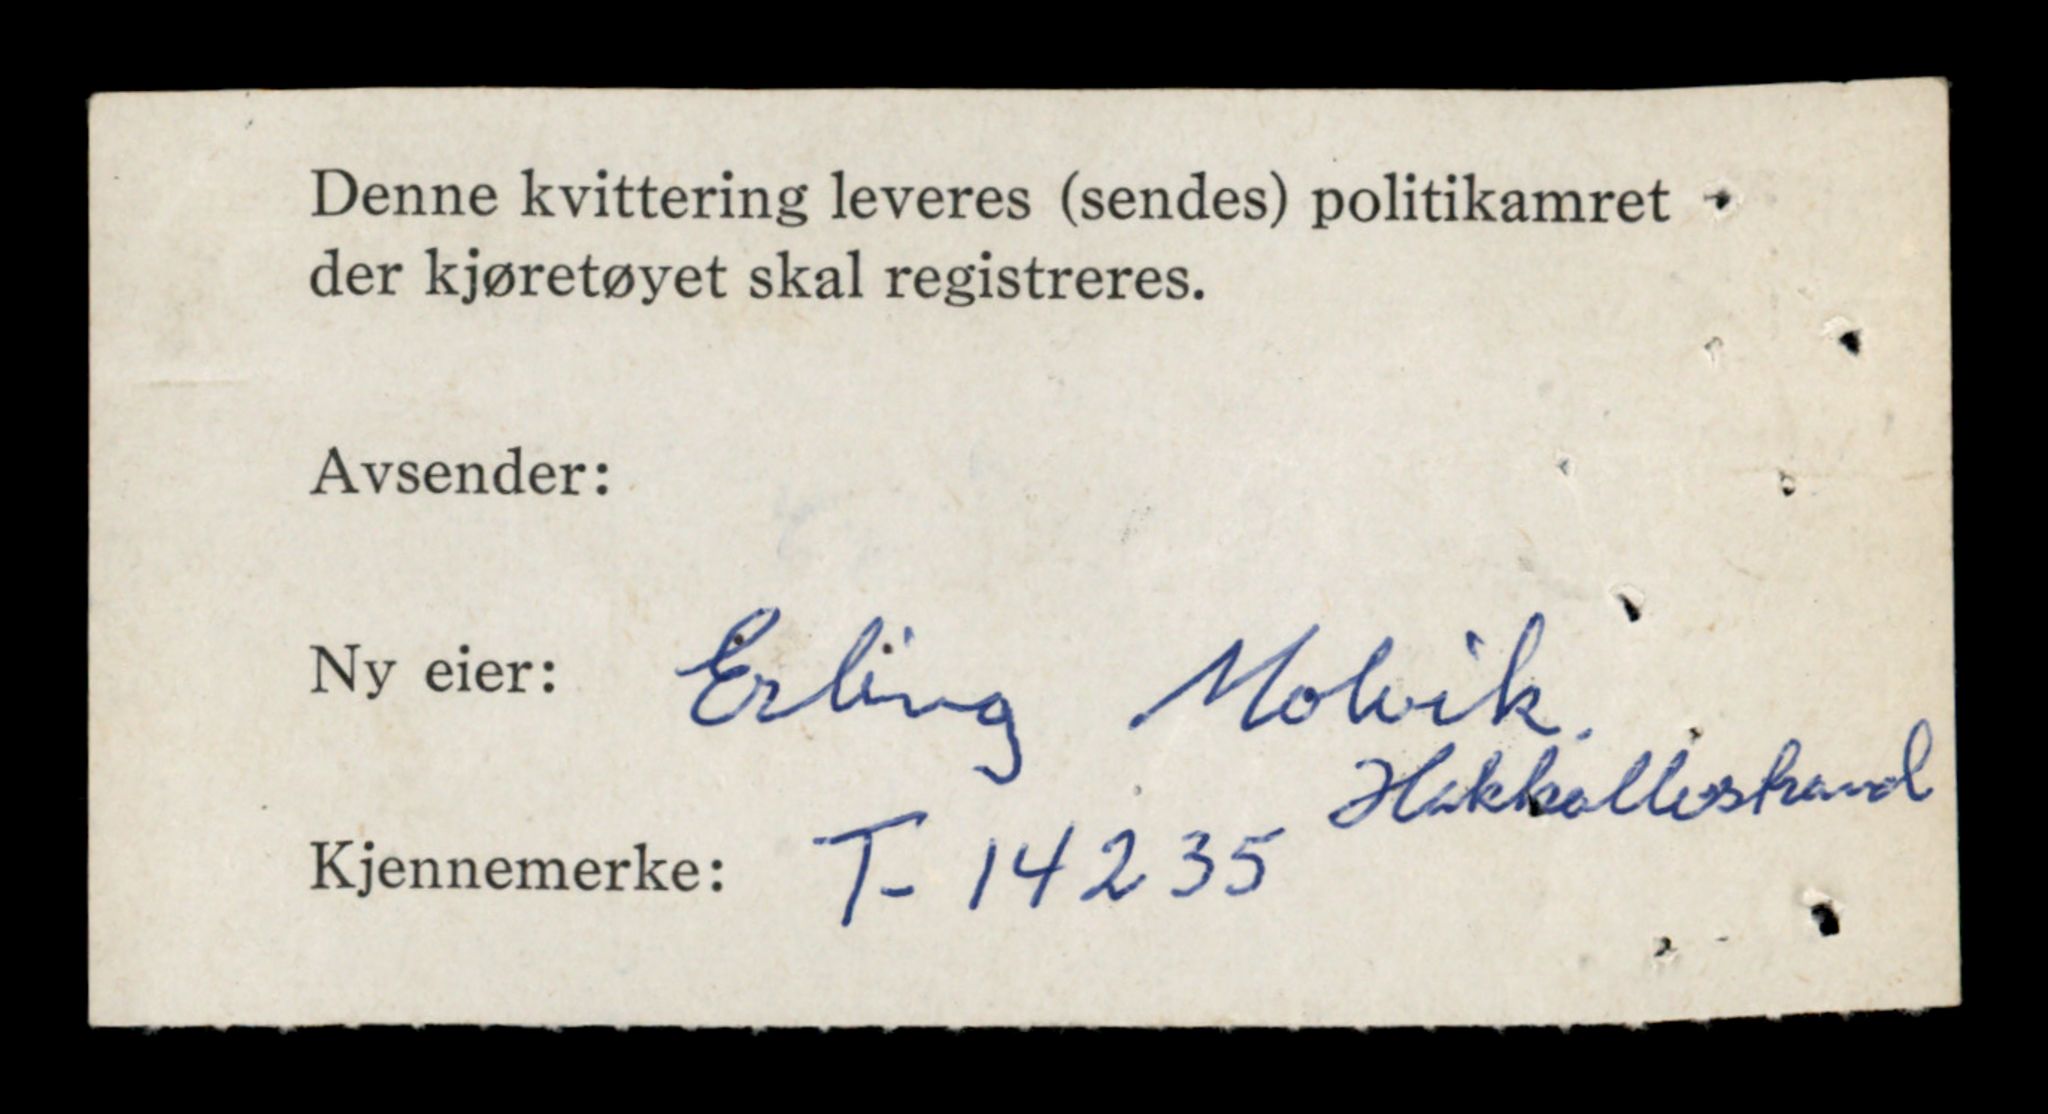 Denne kvittering leveres (sendes) politikamret
der kjøretøyet skal registreres.
Avsender:
Ny eier: Erling Molvik.
Hakkallestrand
Kjennemerke: T- 14235